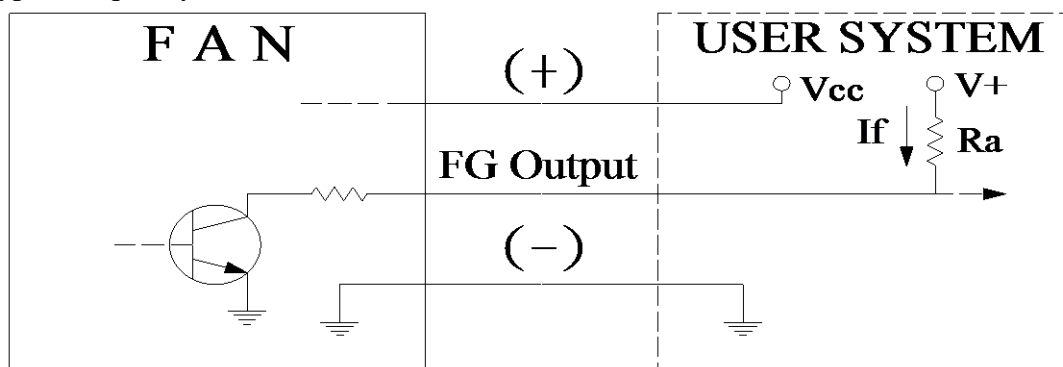 F A N
USER SYSTEM
(+)
Vcc
V+
If
Ra
FG Output
(−)